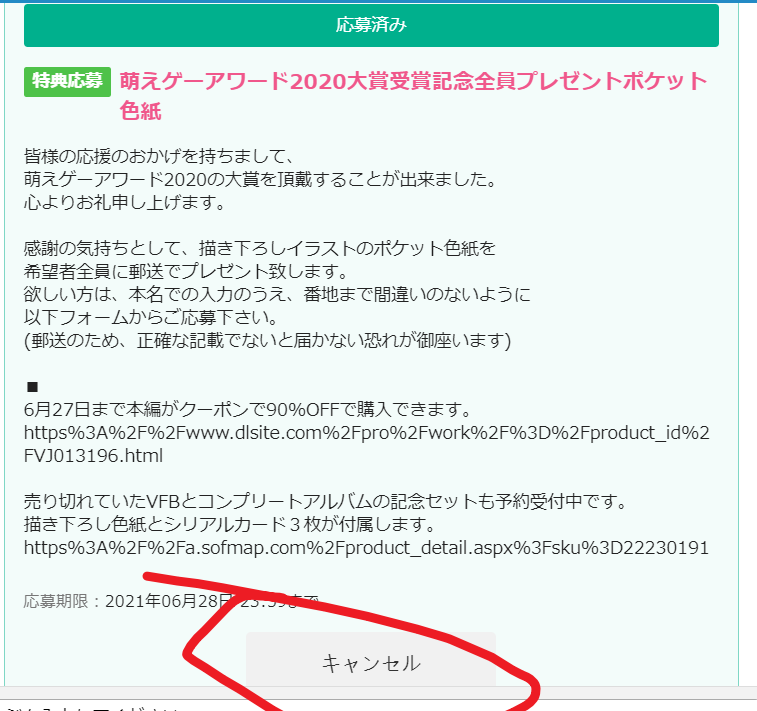 応募済み
特典応募 萌えゲーアワード2020大賞受賞記念全員プレゼントポケット
色紙
皆様の応援のおかげを持ちまして、
萌えゲーアワード2020の大賞を頂戴することが出来ました。
心よりお礼申し上げます。
感謝の気持ちとして、描き下ろしイラストのポケット色紙を
希望者全員に郵送でプレゼント致します。
欲しい方は、本名での入力のうえ、番地まで間違いのないように
以下フォームからご応募下さい。
(郵送のため、正確な記載でないと届かない恐れが御座います)
■
6月27日まで本編がクーポンで90%OFFで購入できます。
https%3A%2F%2Fwww.dlsite.com%2Fpro%2Fwork%2F%3D%2Fproduct_id%2
FVJ013196.html
売り切れていたVFBとコンプリートアルバムの記念セットも予約受付中です。
描き下ろし色紙とシリアルカード３枚が付属します。
https%3A%2F%2Fa.sofmap.com%2Fproduct_detail.aspx%3Fsku%3D22230191
応募期限：2021年06月28日 23:59まで
キャンセル